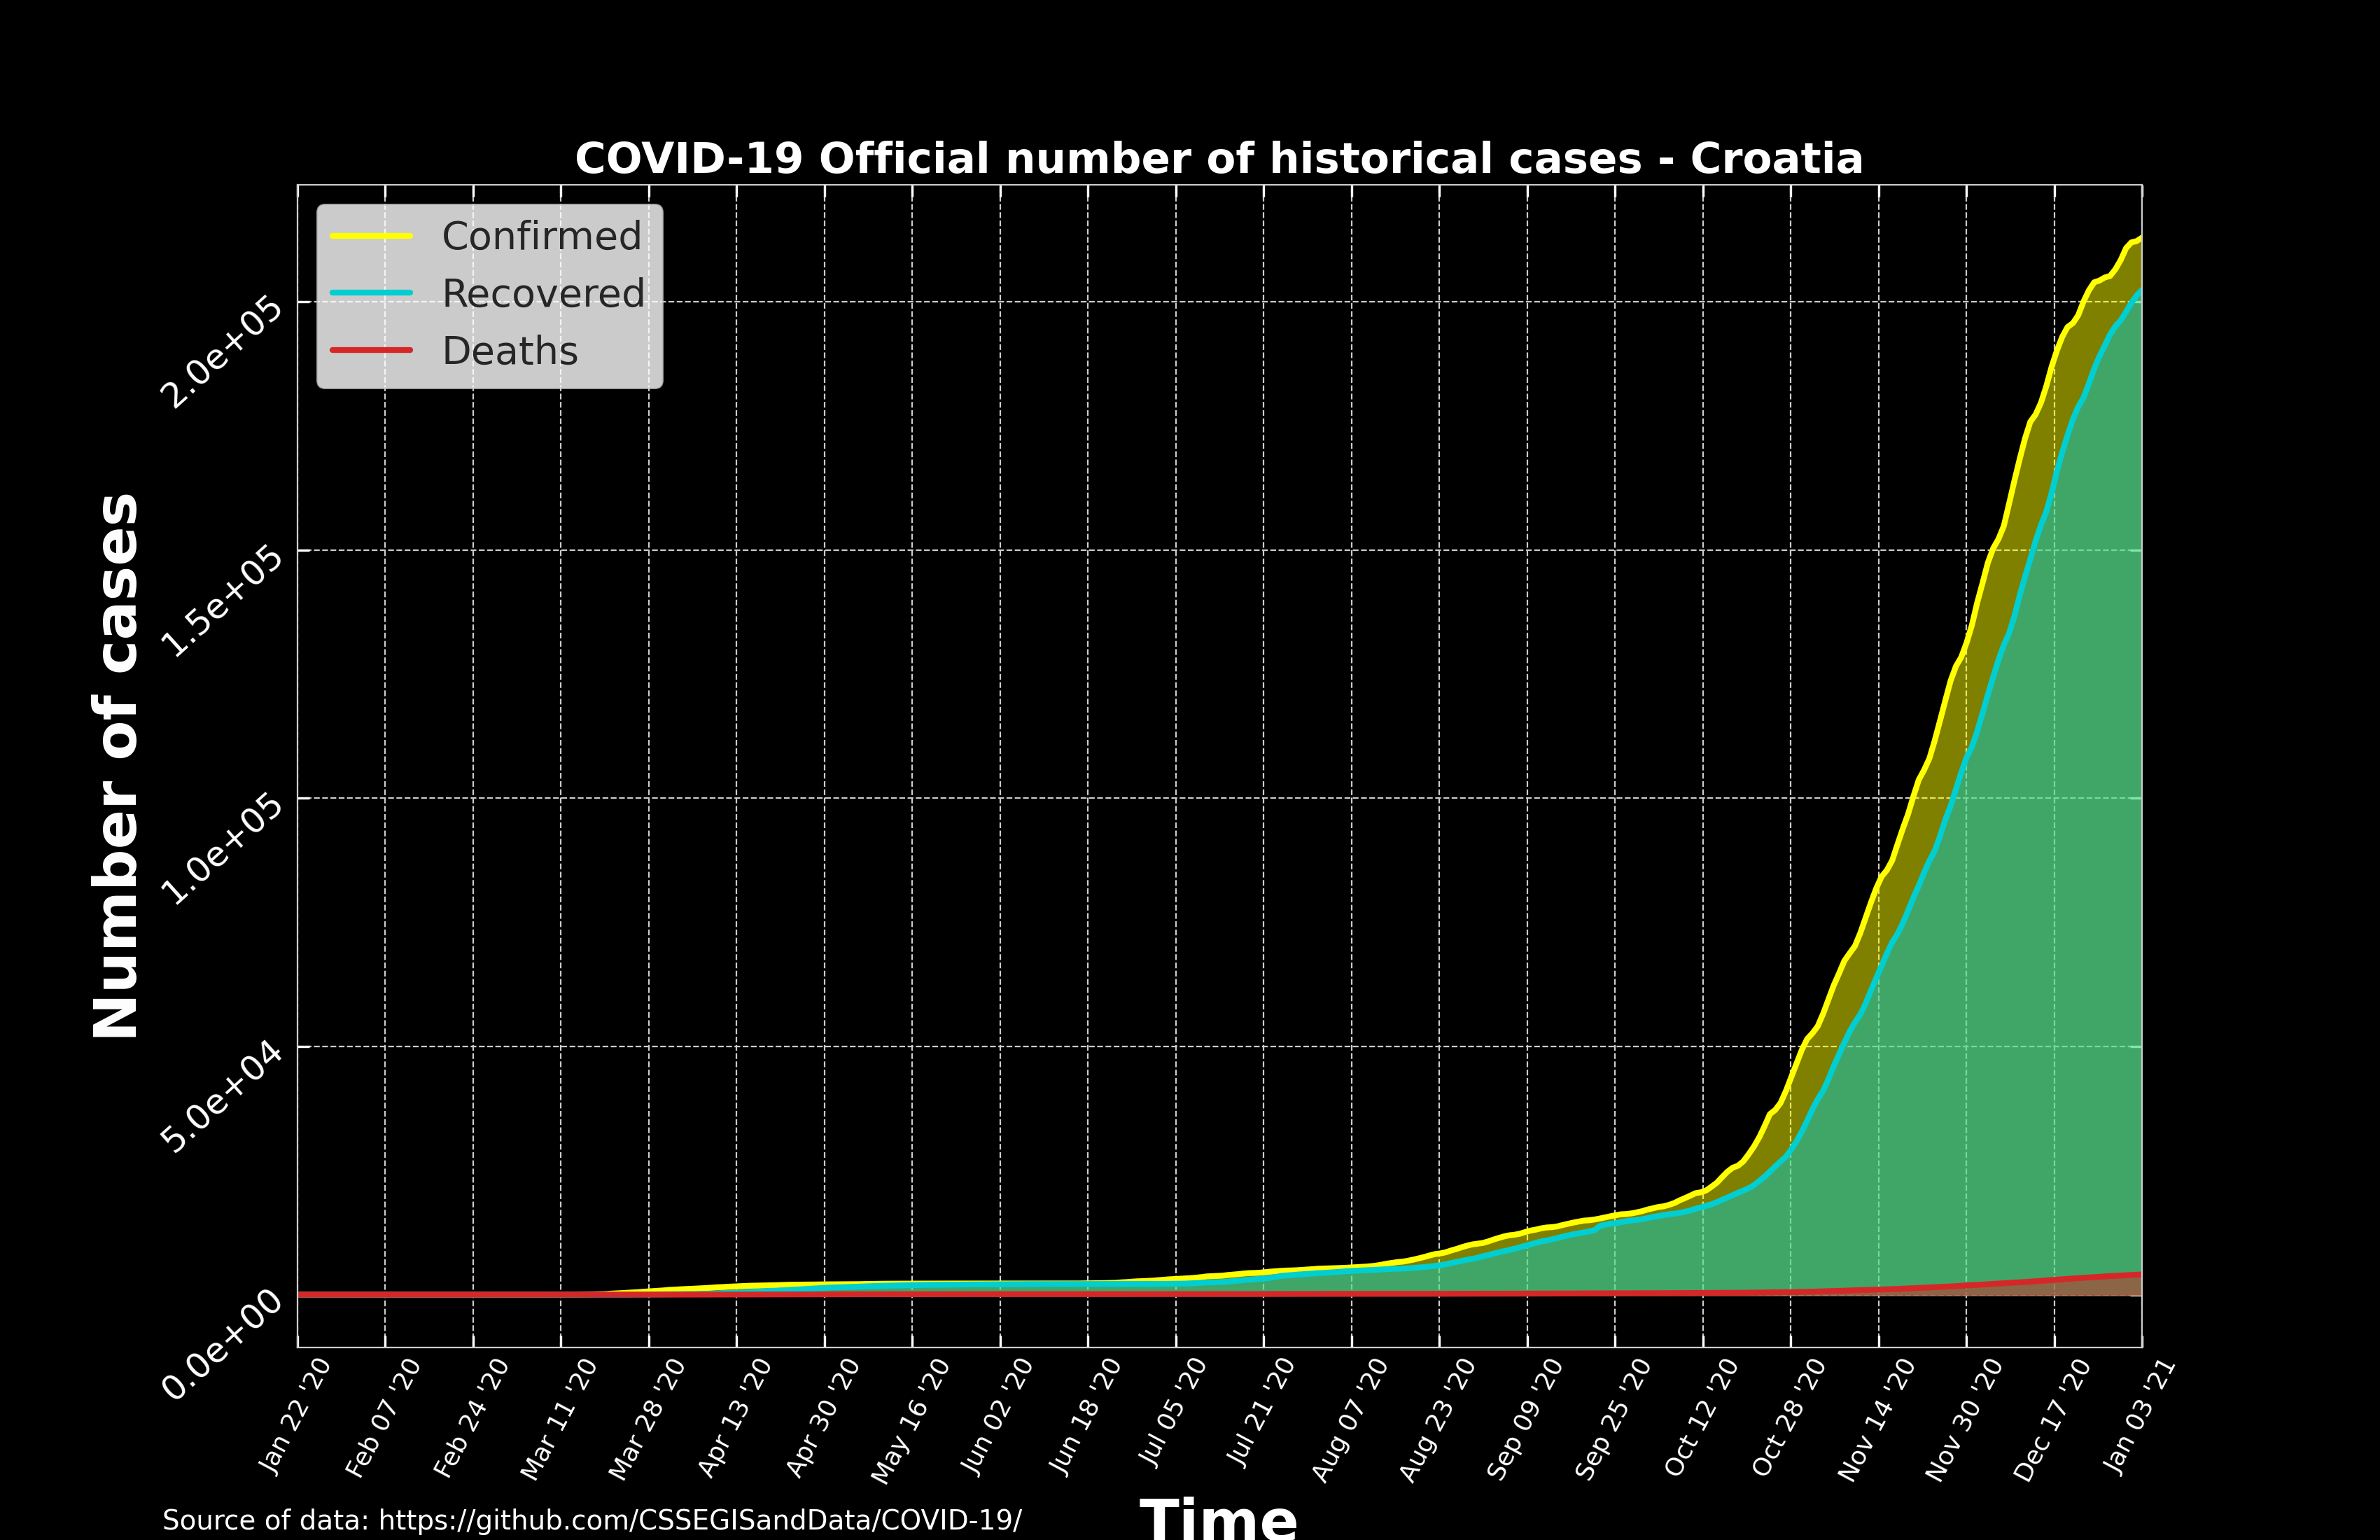 COVID-19 Official number of historical cases - Croatia
Confirmed
Recovered
Deaths
Number of cases
2.0e+05
1.5e+05
1.0e+05
5.0e+04
0.0e+00
Jan 22 '20
Feb 07 '20
Feb 24 '20
Mar 11 '20
Mar 28 '20
Apr 13 '20
Apr 30 '20
May 16 '20
Jun 02 '20
Jun 18 '20
Jul 05 '20
Jul 21 '20
Aug 07 '20
Aug 23 '20
Sep 09 '20
Sep 25 '20
Oct 12 '20
Oct 28 '20
Nov 14 '20
Nov 30 '20
Dec 17 '20
Jan 03 '21
Time
Source of data: https://github.com/CSSEGISandData/COVID-19/